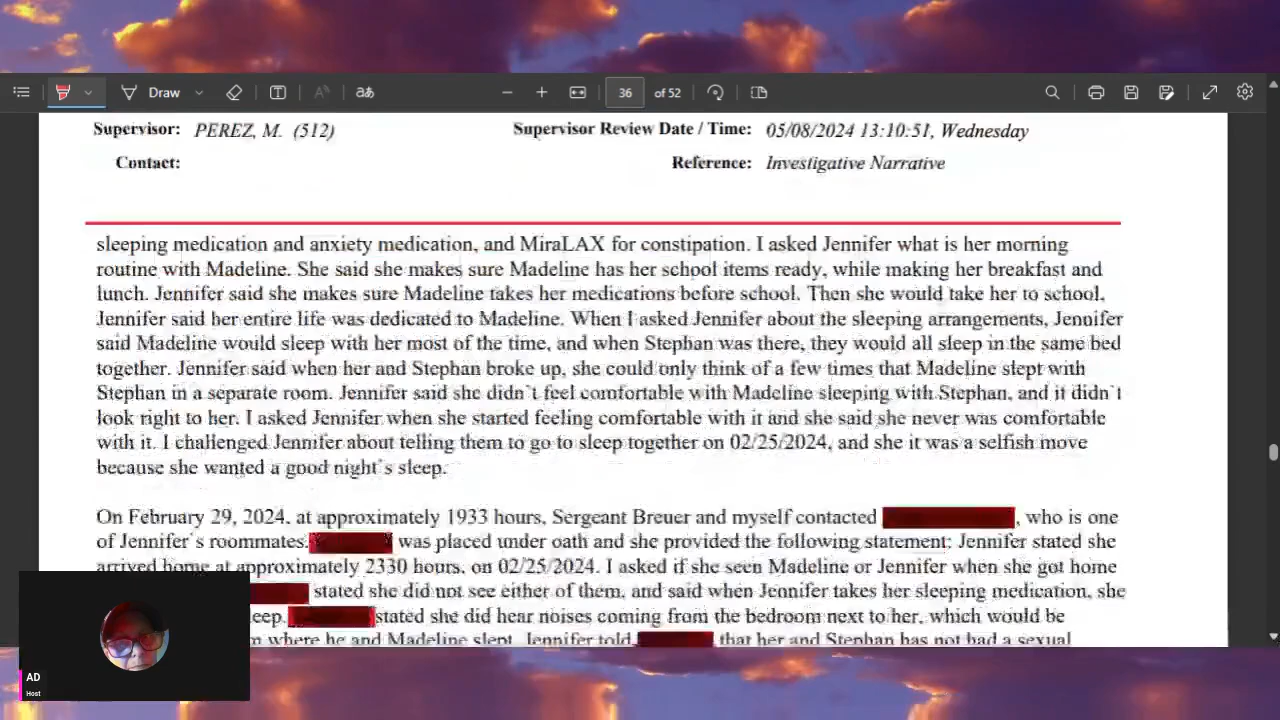 Draw
36 of 52
Supervisor: PEREZ, M. (512) Supervisor Review Date / Time: 05/08/2024 13:10:51, Wednesday
Contact: Reference: Investigative Narrative
sleeping medication and anxiety medication, and MiraLAX for constipation. I asked Jennifer what is her morning
routine with Madeline. She said she makes sure Madeline has her school items ready, while making her breakfast and
lunch. Jennifer said she makes sure Madeline takes her medications before school. Then she would take her to school.
Jennifer said her entire life was dedicated to Madeline. When I asked Jennifer about the sleeping arrangements, Jennifer
said Madeline would sleep with her most of the time, and when Stephan was there, they would all sleep in the same bed
together. Jennifer said when her and Stephan broke up, she could only think of a few times that Madeline slept with
Stephan in a separate room. Jennifer said she didn`t feel comfortable with Madeline sleeping with Stephan, and it didn`t
look right to her. I asked Jennifer when she started feeling comfortable with it and she said she never was comfortable
with it. I challenged Jennifer about telling them to go to sleep together on 02/25/2024, and she it was a selfish move
because she wanted a good night`s sleep.
On February 29, 2024, at approximately 1933 hours, Sergeant Breuer and myself contacted , who is one
of Jennifer`s roommates. was placed under oath and she provided the following statement; Jennifer stated she
arrived home at approximately 2330 hours, on 02/25/2024. I asked if she seen Madeline or Jennifer when she got home
stated she did not see either of them, and said when Jennifer takes her sleeping medication, she
eep. stated she did hear noises coming from the bedroom next to her, which would be
m where he and Madeline slept. Jennifer told that her and Stephan has not had a sexual
AD
Host